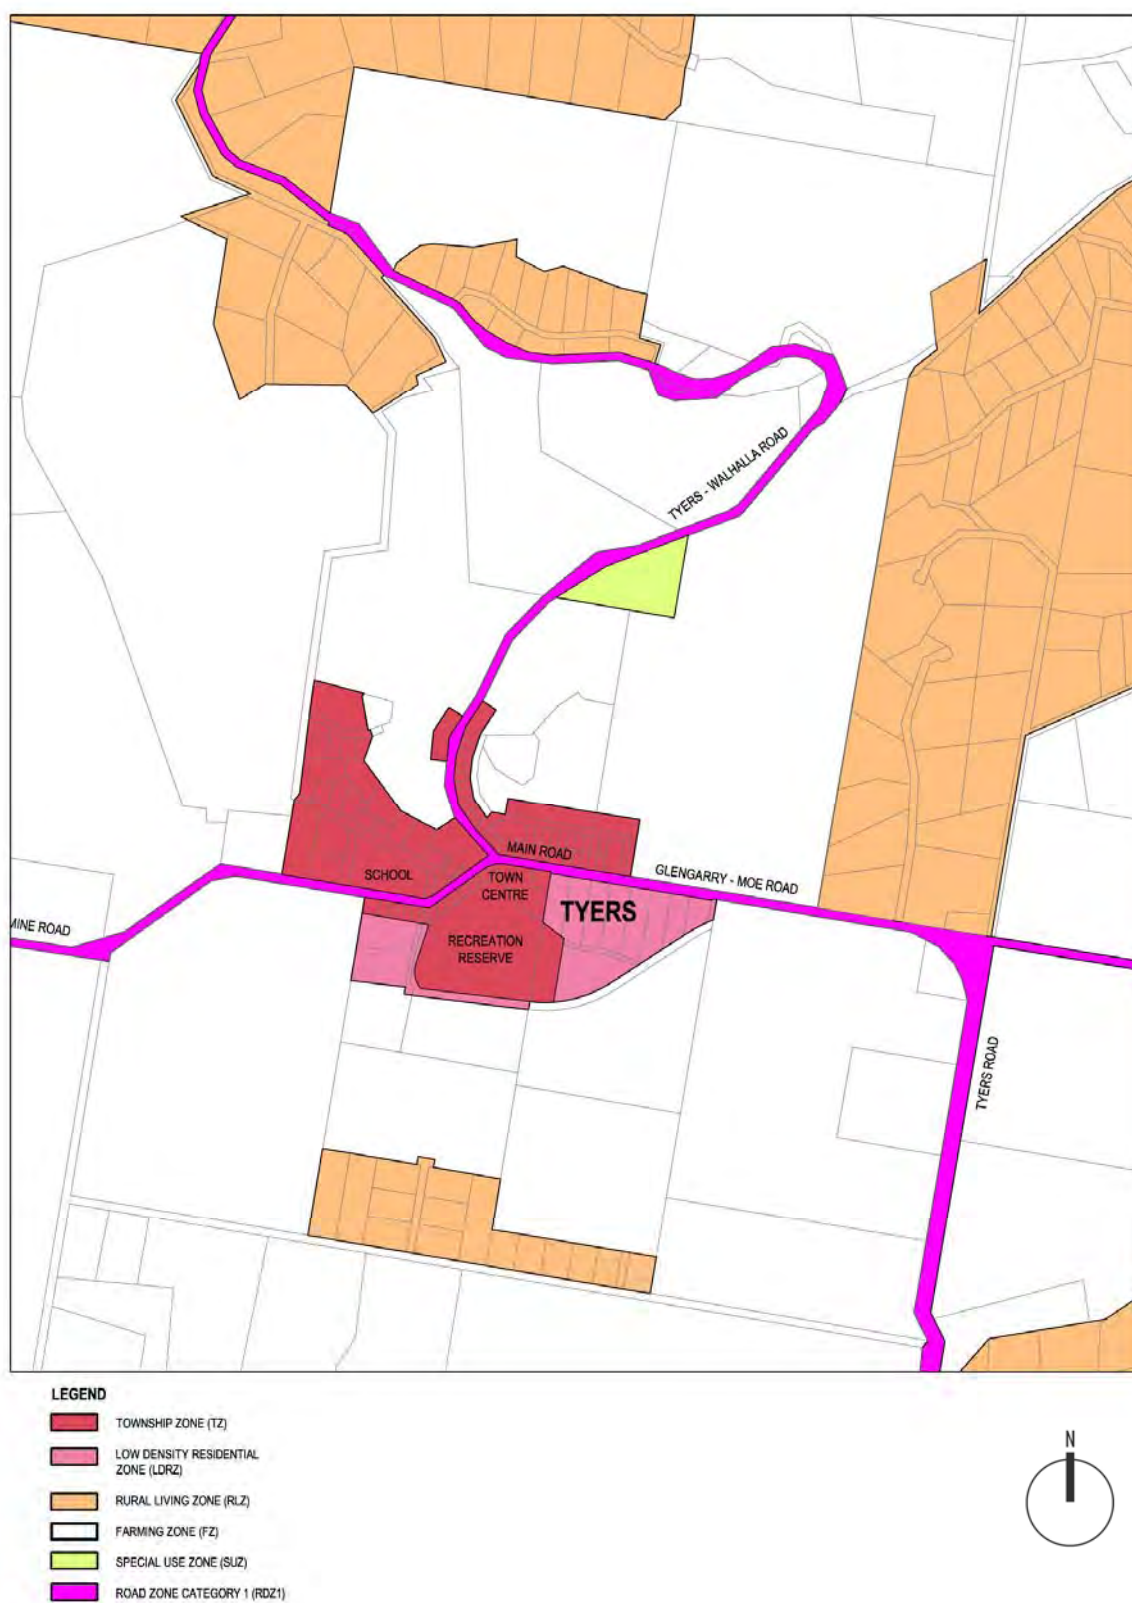 TYERS - WALHALLA ROAD
MAIN ROAD
GLENGARRY - MOE ROAD
SCHOOL
TOWN
CENTRE
TYERS
MINE ROAD
RECREATION
RESERVE
TYERS ROAD
LEGEND
TOWNSHIP ZONE (TZ)
LOW DENSITY RESIDENTIAL
ZONE (LDRZ)
RURAL LIVING ZONE (RLZ)
FARMING ZONE (FZ)
SPECIAL USE ZONE (SUZ)
ROAD ZONE CATEGORY 1 (RDZ1)
N